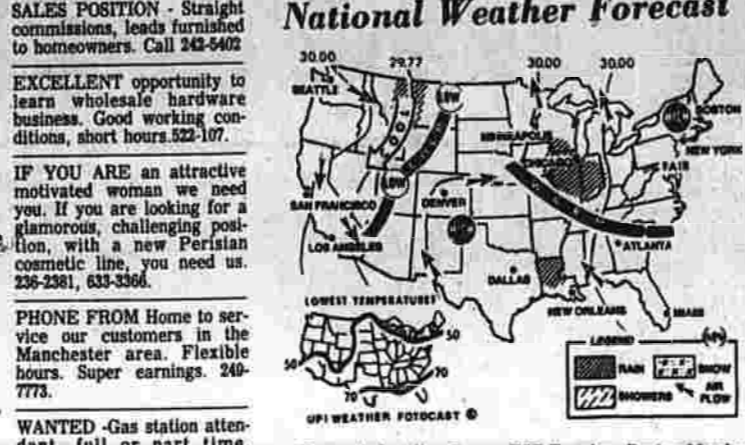 SALES POSITION - Straight
commissions, leads furnished
to homeowners. Call 242-5402
EXCELLENT opportunity to
learn wholesale hardware
business. Good working con-
ditions, short hours.522-107.
IF YOU ARE an attractive
motivated woman we need
you. If you are looking for a
glamorous, challenging posi-
tion, with a new Perisian
cosmetic line, you need us.
236-2381, 633-3366.
PHONE FROM Home to ser-
vice our customers in the
Manchester area. Flexible
hours. Super earnings. 249-
7773.
WANTED -Gas station atten-
dant, full or part time.
National Weather Forecast
30.00 29.77 30.00 30.00
SEATTLE
LOW
BOSTON
MINNEAPOLIS
NEW YORK
CHICAGO
FAIR
LOW
SAN FRANCISCO
DENVER
LOS ANGELES
ATLANTA
DALLAS
LOWEST TEMPERATURES
NEW ORLEANS
MIAMI
50
50
70
70
LEGEND
RAIN
SNOW
SHOWERS
AIR
FLOW
UPI WEATHER FOTOCAST ©